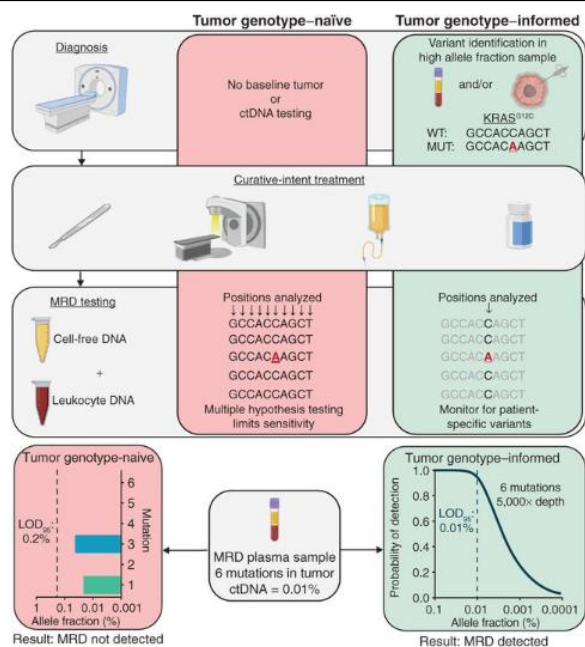 Tumor genotype–naïve
Tumor genotype–informed
Diagnosis
No baseline tumor
or
ctDNA testing
Variant identification in
high allele fraction sample
and/or
KRAS^G12C
WT: GCCACCAGCT
MUT: GCCACAAGCT
Curative-intent treatment
MRD testing
Cell-free DNA
+
Leukocyte DNA
Positions analyzed
↓↓↓↓↓↓↓↓↓↓
GCCACCAGCT
GCCACCAGCT
GCCACAAGCT
GCCACCAGCT
GCCACCAGCT
Multiple hypothesis testing
limits sensitivity
Positions analyzed
↓
GCCACCAGCT
GCCACCAGCT
GCCACAAGCT
GCCACCAGCT
GCCACCAGCT
Monitor for patient-
specific variants
Tumor genotype-naive
LOD95:
0.2%
6
5
4
3
2
1
Mutation
1 0.1 0.01 0.001
Allele fraction (%)
Result: MRD not detected
MRD plasma sample
6 mutations in tumor
ctDNA = 0.01%
Tumor genotype–informed
Probability of detection
1.0
0.8
0.6
0.4
0.2
0.0
6 mutations
5,000× depth
LOD95:
0.01%
0.1 0.01 0.001 0.0001
Allele fraction (%)
Result: MRD detected